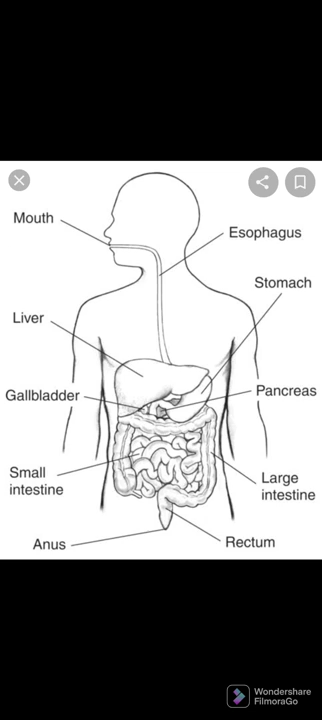 Mouth
Esophagus
Stomach
Liver
Gallbladder
Pancreas
Small
intestine
Large
intestine
Anus
Rectum
Wondershare
FilmoraGo